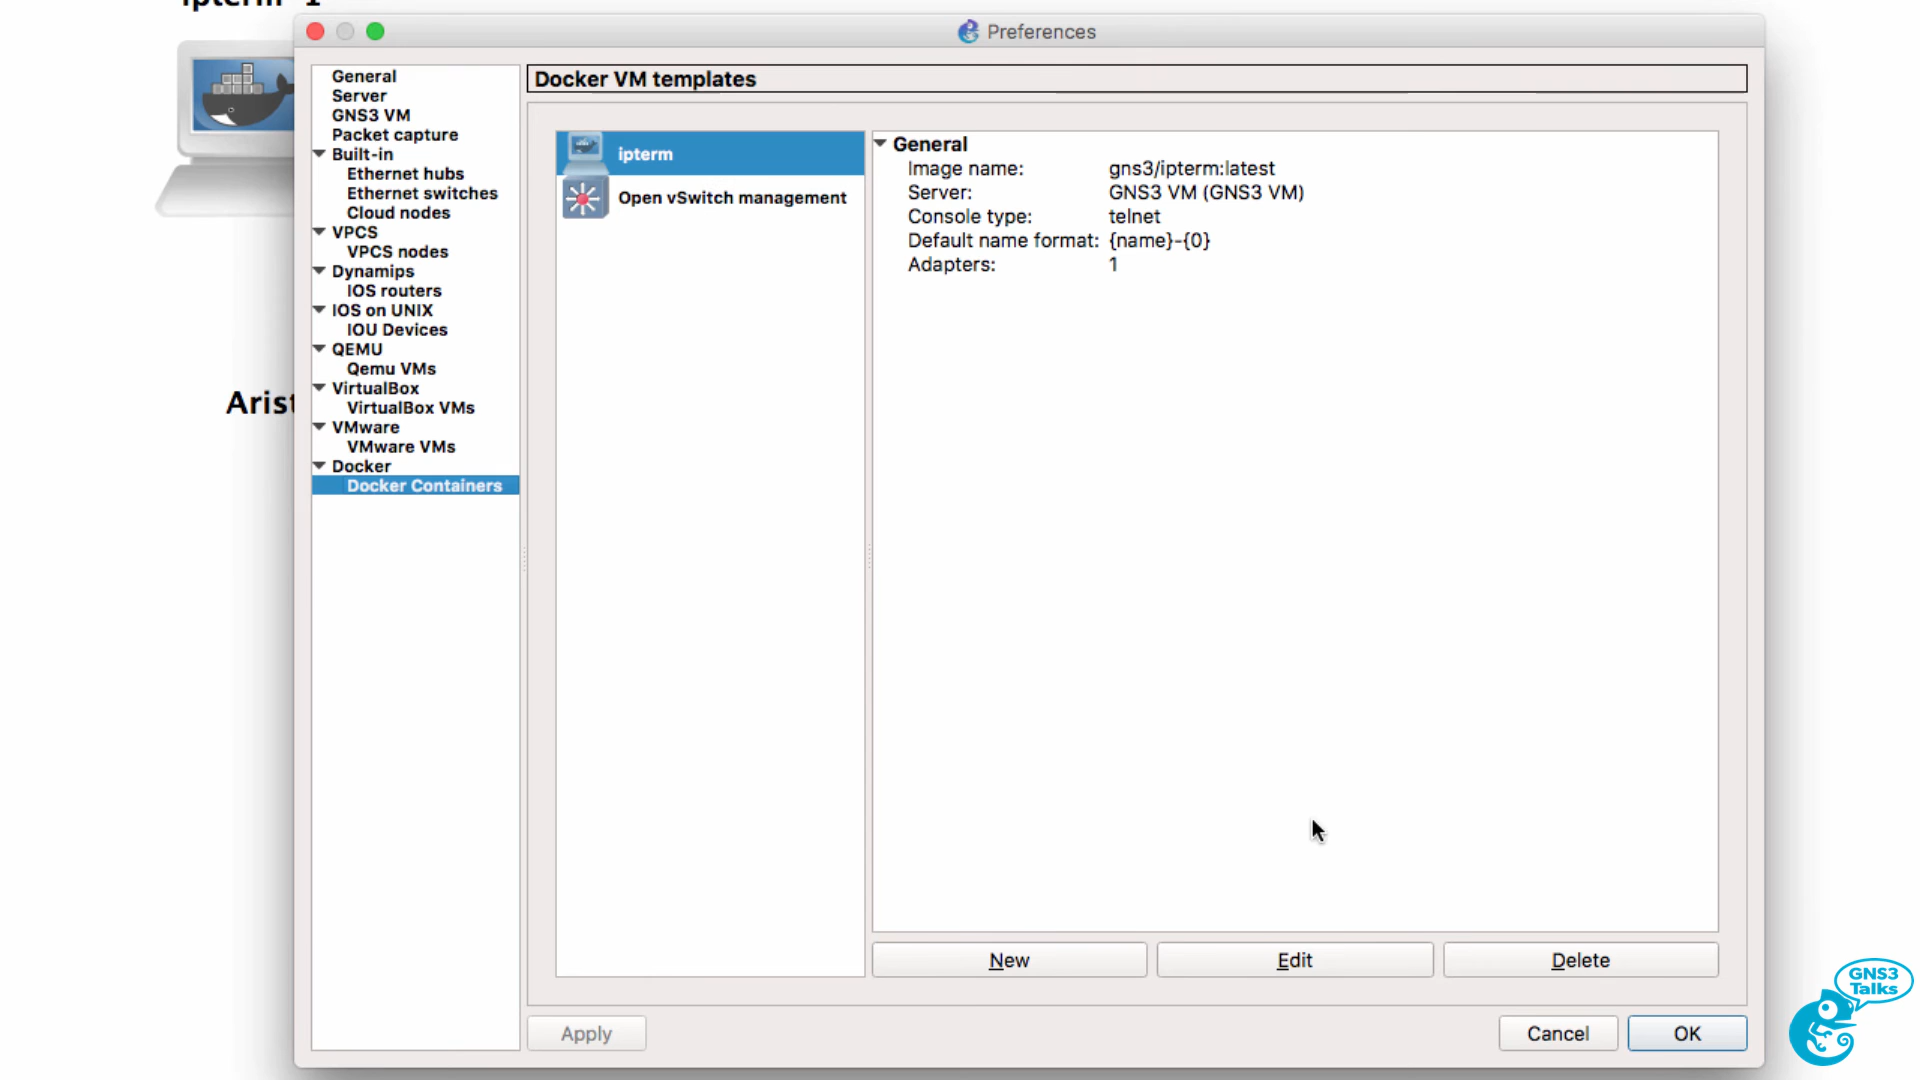 ipterm-1
Preferences
General
Server
GNS3 VM
Packet capture
Built-in
Ethernet hubs
Ethernet switches
Cloud nodes
VPCS
VPCS nodes
Dynamips
IOS routers
IOS on UNIX
IOU Devices
QEMU
Qemu VMs
VirtualBox
VirtualBox VMs
VMware
VMware VMs
Docker
Docker Containers
Arist
Docker VM templates
ipterm
Open vSwitch management
General
Image name: gns3/ipterm:latest
Server: GNS3 VM (GNS3 VM)
Console type: telnet
Default name format: {name}-{0}
Adapters: 1
New Edit Delete
Apply Cancel OK
GNS3
Talks